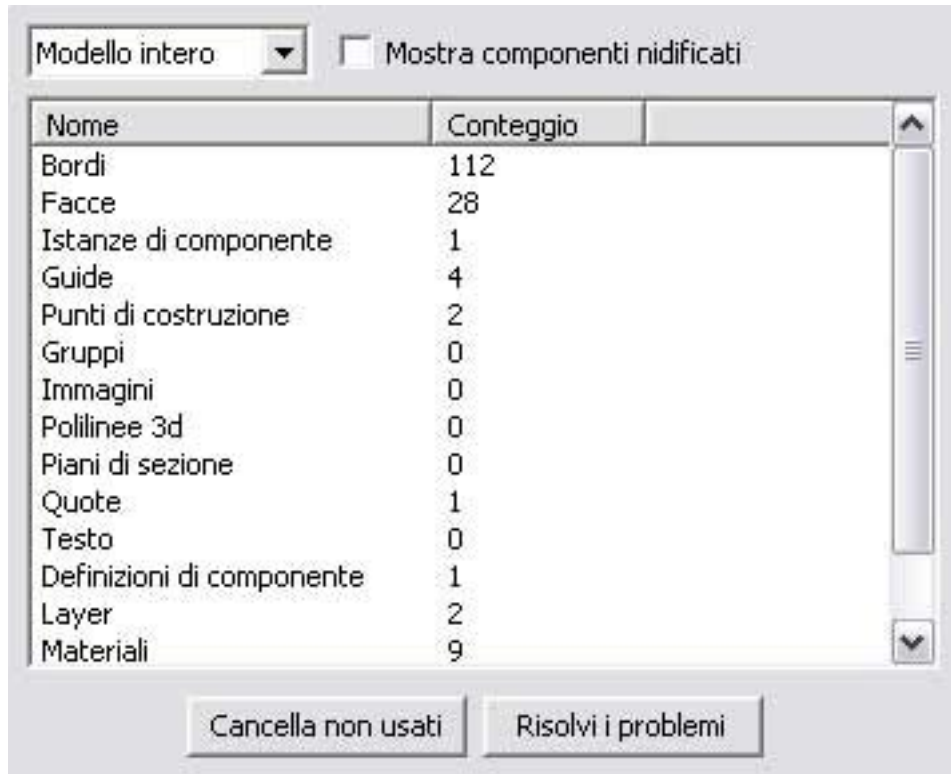 Modello intero Mostra componenti nidificati
Nome Conteggio
Bordi 112
Facce 28
Istanze di componente 1
Guide 4
Punti di costruzione 2
Gruppi 0
Immagini 0
Polilinee 3d 0
Piani di sezione 0
Quote 1
Testo 0
Definizioni di componente 1
Layer 2
Materiali 9
Cancella non usati Risolvi i problemi